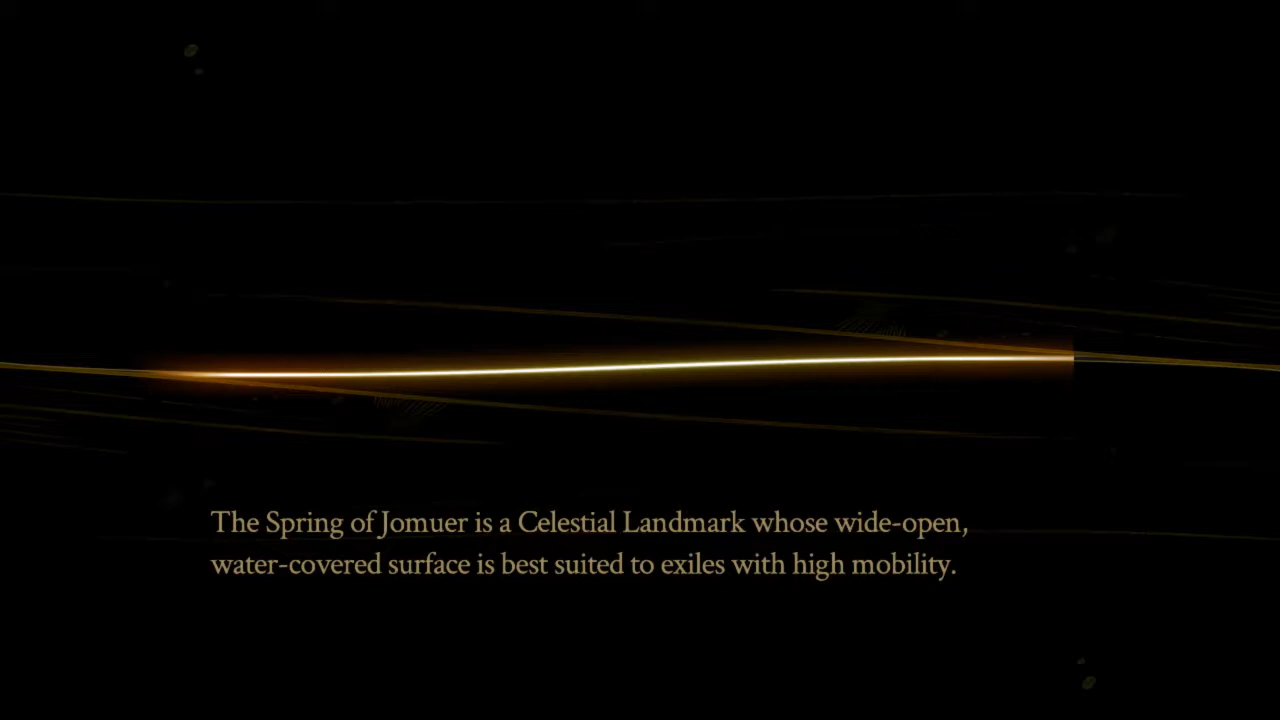 The Spring of Jomuer is a Celestial Landmark whose wide-open,
water-covered surface is best suited to exiles with high mobility.